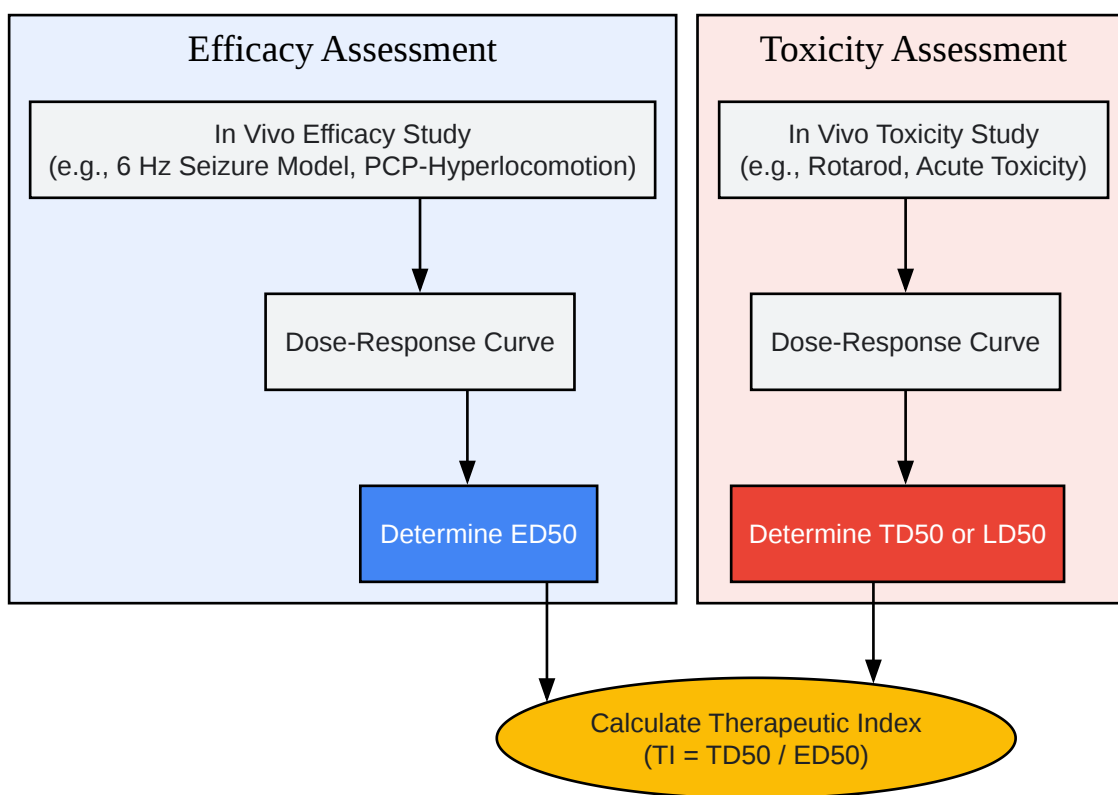 Efficacy Assessment
In Vivo Efficacy Study
(e.g., 6 Hz Seizure Model, PCP-Hyperlocomotion)
Dose-Response Curve
Determine ED50
Toxicity Assessment
In Vivo Toxicity Study
(e.g., Rotarod, Acute Toxicity)
Dose-Response Curve
Determine TD50 or LD50
Calculate Therapeutic Index
(TI = TD50 / ED50)